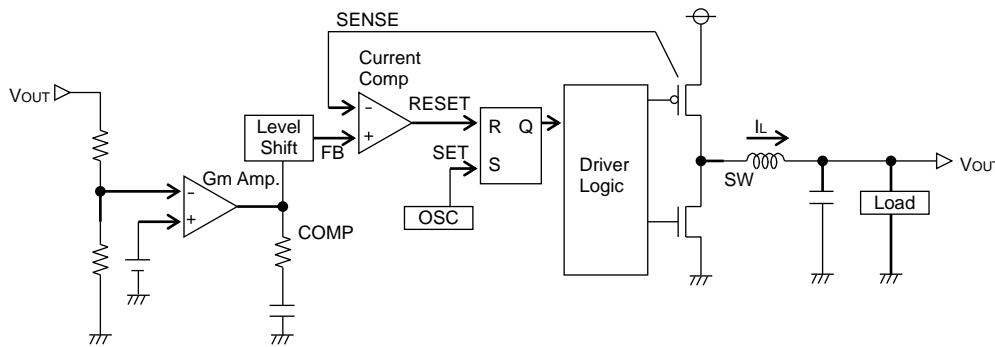 SENSE
Current
Comp
VOUT
RESET
-
+
Level
Shift
FB
R Q
S
SET
OSC
Gm Amp.
-
+
COMP
Driver
Logic
IL
SW
VOUT
Load